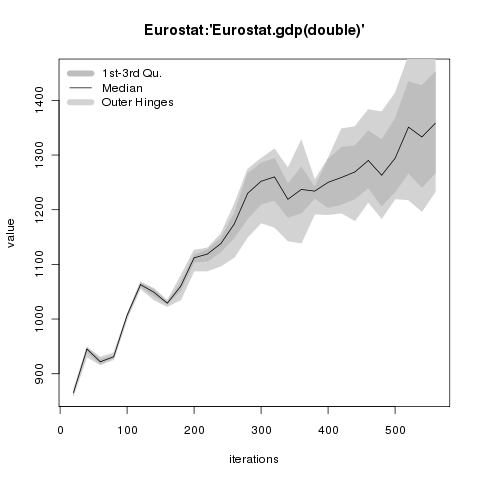 Eurostat:'Eurostat.gdp(double)'
1st-3rd Qu.
Median
Outer Hinges
value
1400
1300
1200
1100
1000
900
0 100 200 300 400 500
iterations